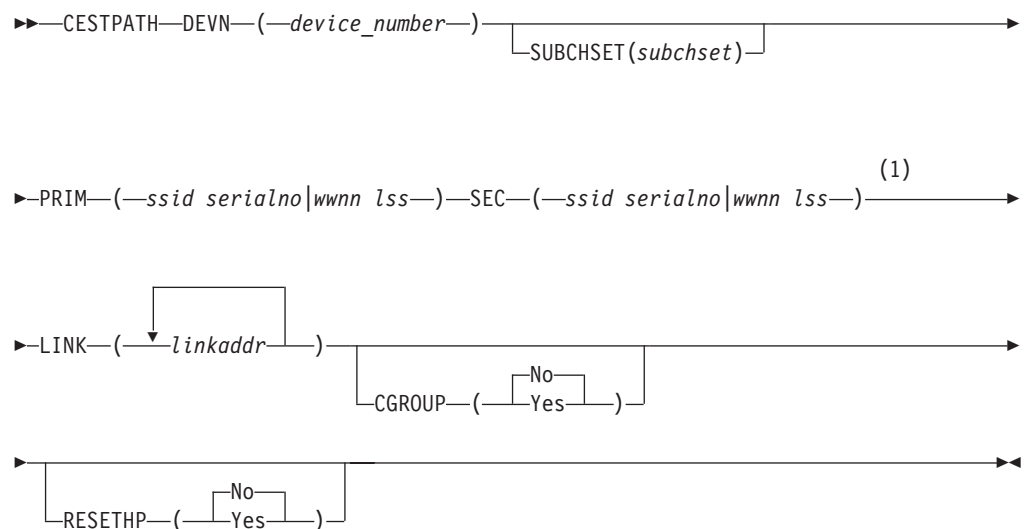 CESTPATH DEVN ( device_number )
SUBCHSET(subchset)
(1)
PRIM ( ssid serialno|wwnn lss ) SEC ( ssid serialno|wwnn lss )
LINK ( linkaddr )
No
CGROUP ( Yes )
No
RESETHP ( Yes )